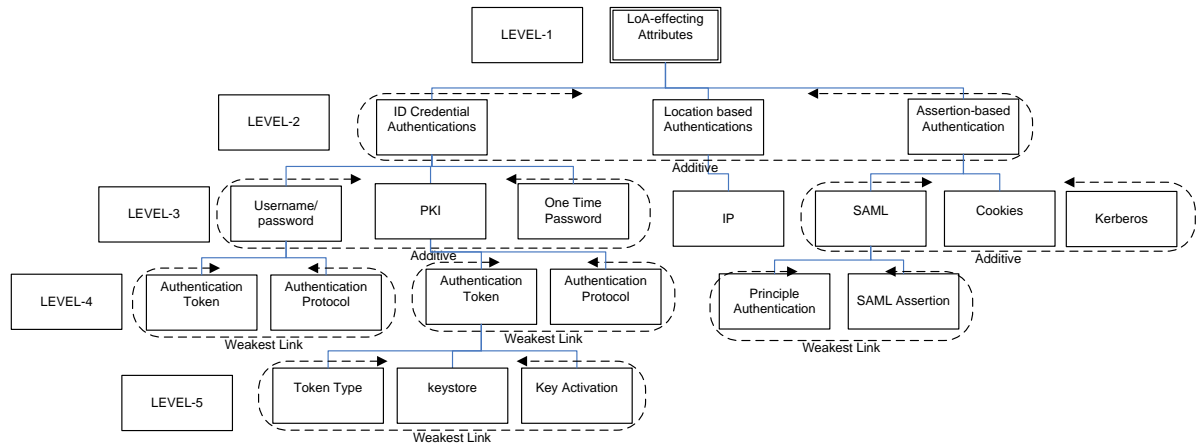 LEVEL-1
LoA-effecting
Attributes
LEVEL-2
ID Credential
Authentications
Location based
Authentications
Assertion-based
Authentication
Additive
LEVEL-3
Username/
password
PKI
One Time
Password
IP
SAML
Cookies
Kerberos
Additive
Additive
LEVEL-4
Authentication
Token
Authentication
Protocol
Authentication
Token
Authentication
Protocol
Principle
Authentication
SAML Assertion
Weakest Link
Weakest Link
Weakest Link
LEVEL-5
Token Type
keystore
Key Activation
Weakest Link